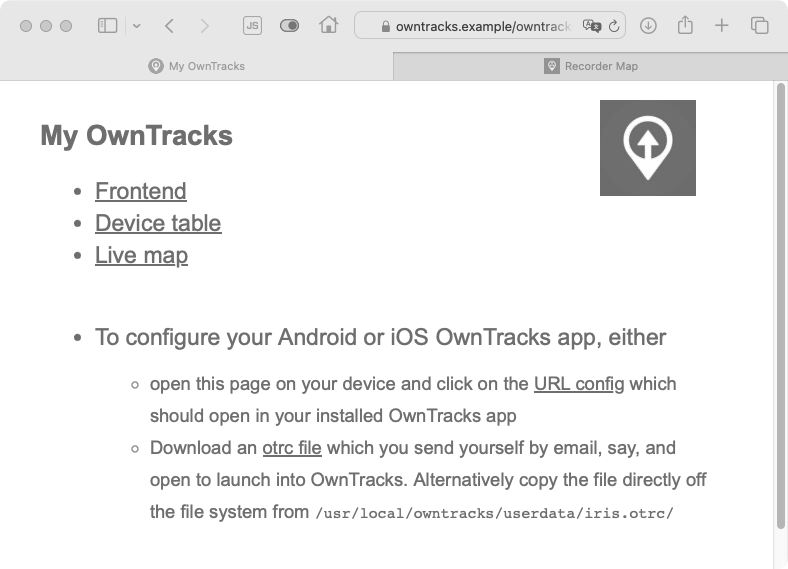 JS
owntracks.example/owntrack
My OwnTracks
Recorder Map
My OwnTracks
Frontend
Device table
Live map
To configure your Android or iOS OwnTracks app, either
open this page on your device and click on the URL config which
should open in your installed OwnTracks app
Download an otrc file which you send yourself by email, say, and
open to launch into OwnTracks. Alternatively copy the file directly off
the file system from /usr/local/owntracks/userdata/iris.otrc/